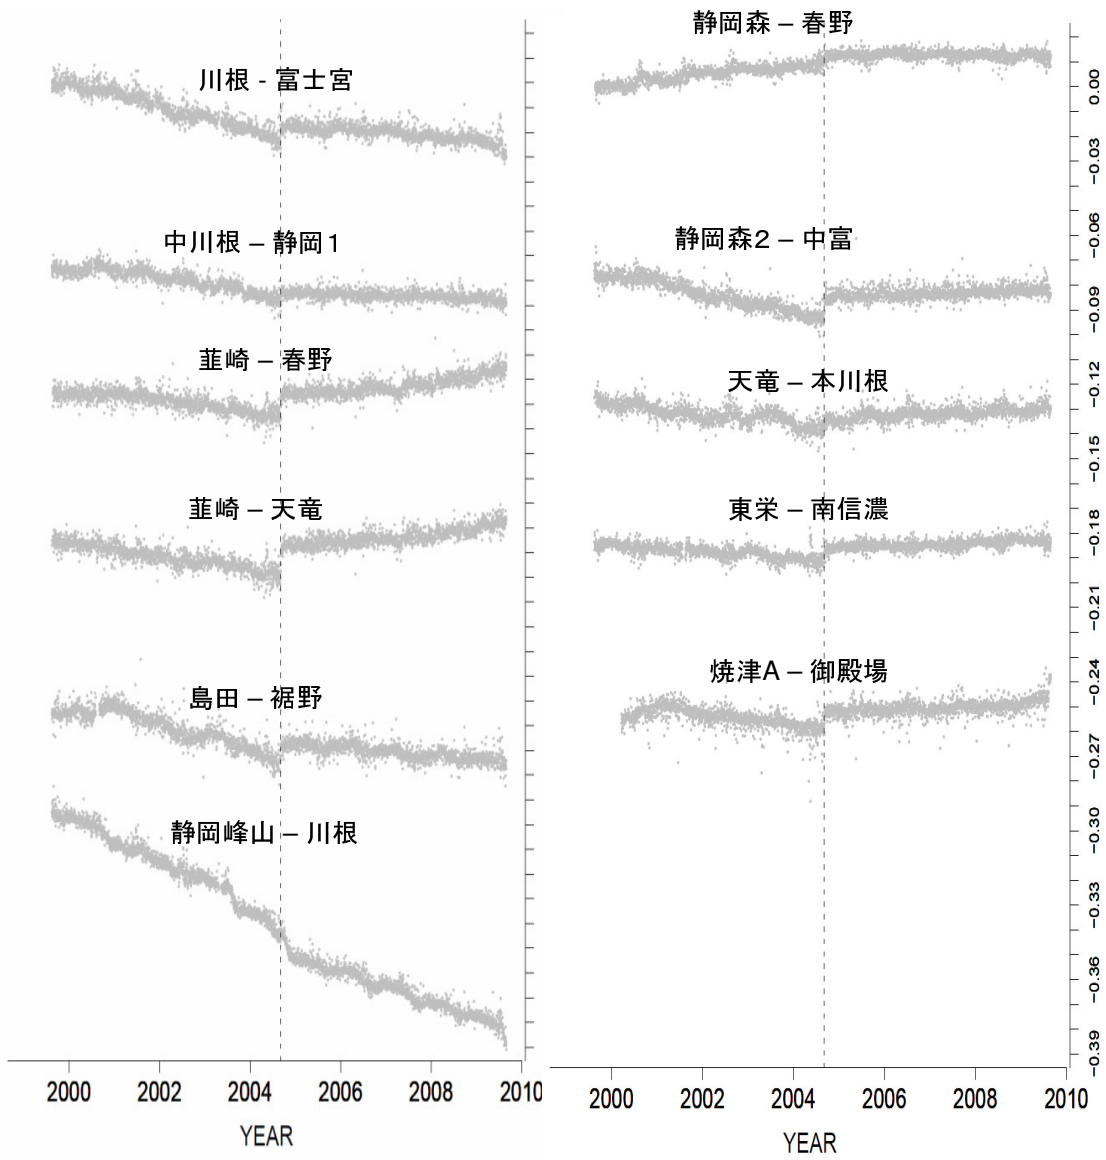 川根 - 富士宮
中川根 – 静岡1
韮崎 – 春野
韮崎 – 天竜
島田 – 裾野
静岡峰山 – 川根
2000 2002 2004 2006 2008 2010
YEAR
静岡森 – 春野
静岡森2 – 中富
天竜 – 本川根
東栄 – 南信濃
焼津A – 御殿場
0.00
−0.03
−0.06
−0.09
−0.12
−0.15
−0.18
−0.21
−0.24
−0.27
−0.30
−0.33
−0.36
−0.39
2000 2002 2004 2006 2008 2010
YEAR